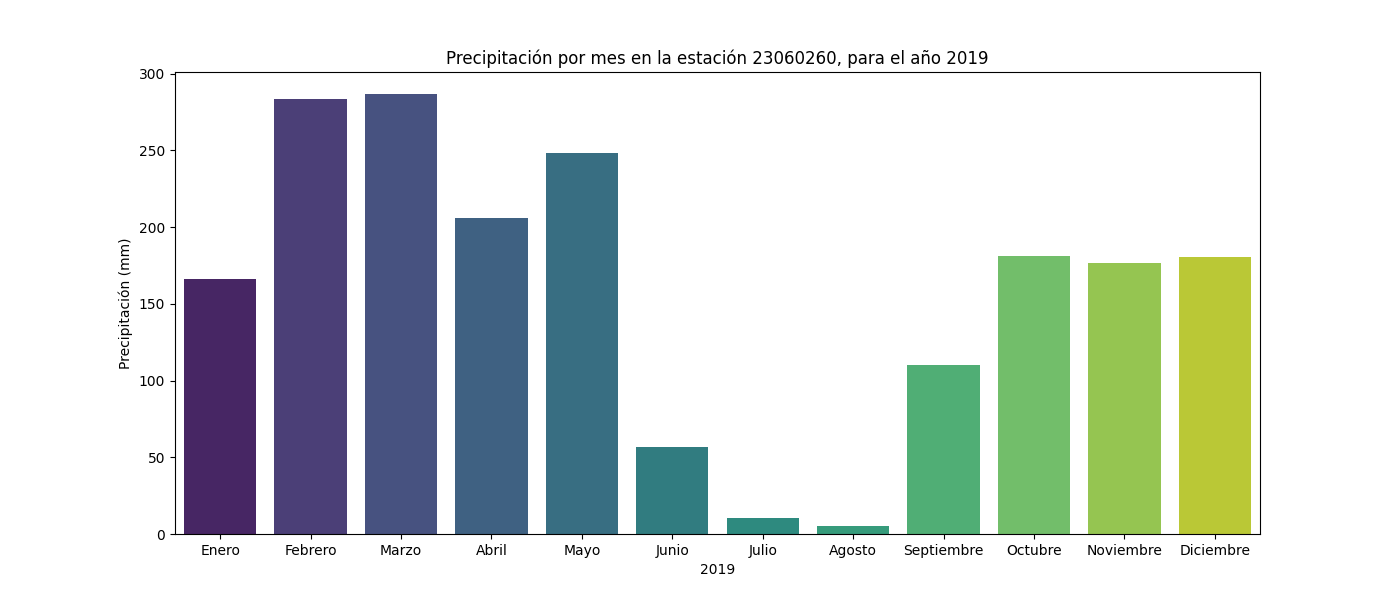 Precipitación por mes en la estación 23060260, para el año 2019
Precipitación (mm)
300
250
200
150
100
50
0
Enero Febrero Marzo Abril Mayo Junio Julio Agosto Septiembre Octubre Noviembre Diciembre
2019